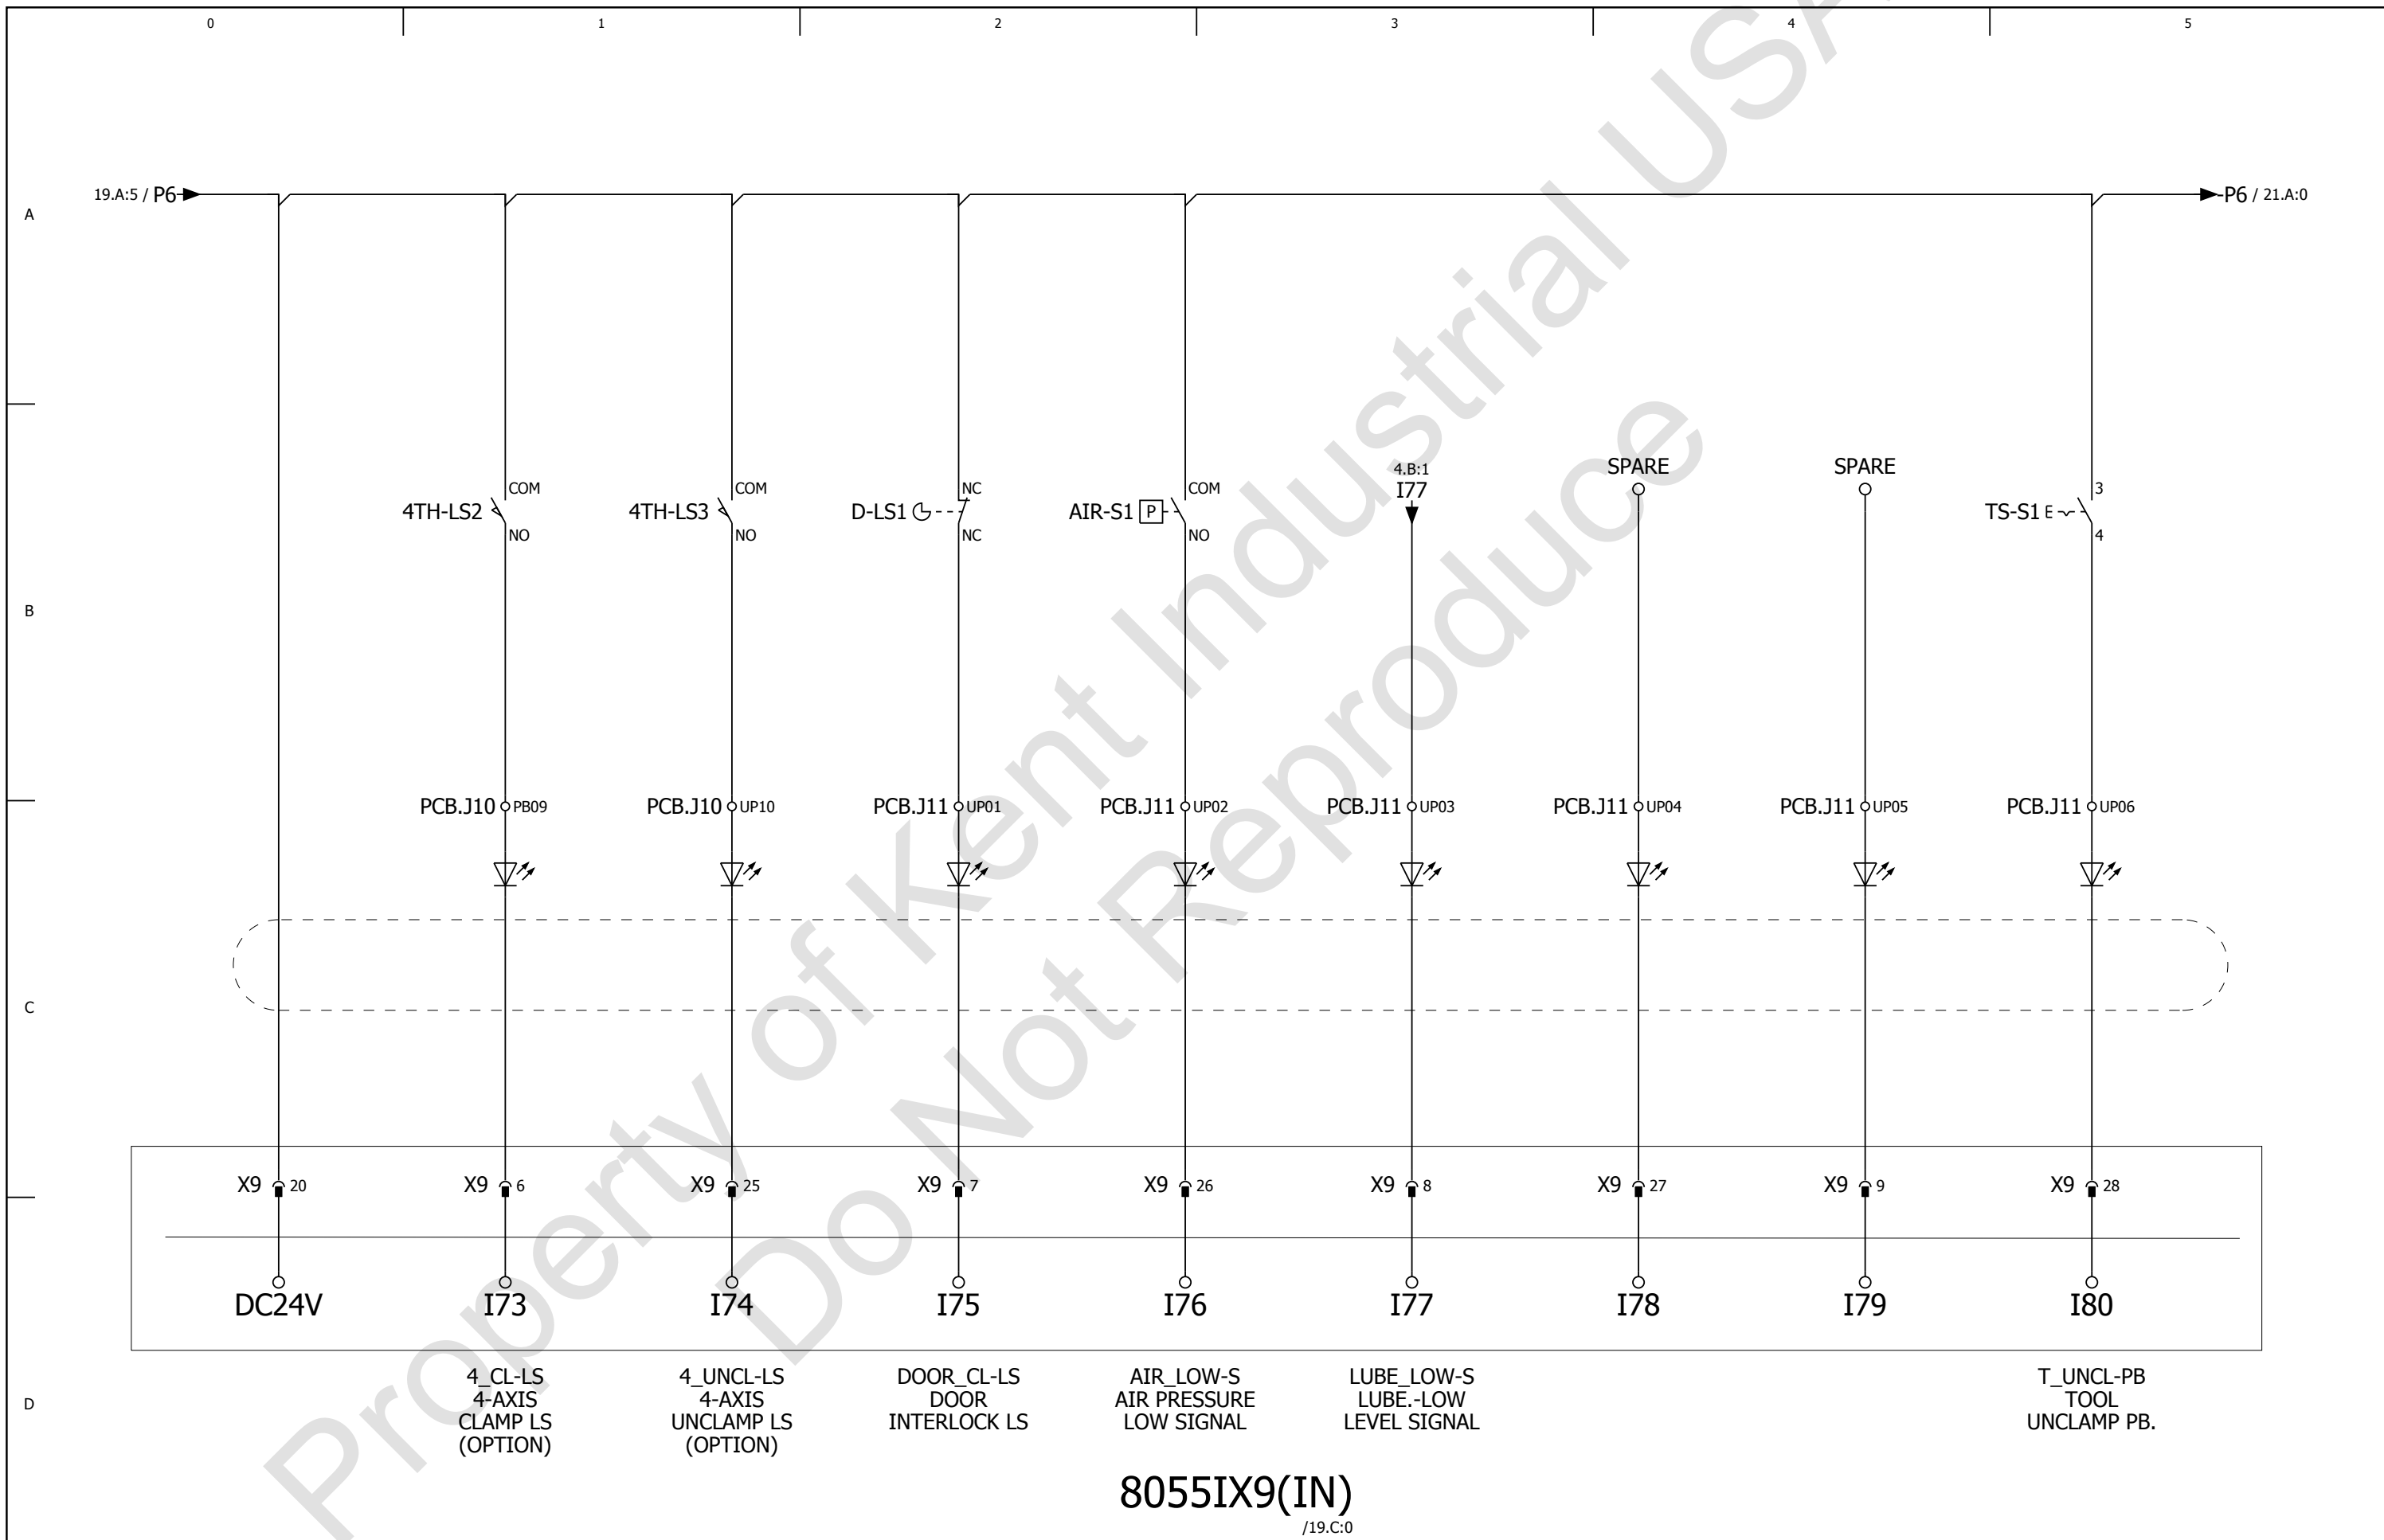 0 1 2 3 4 5
19.A:5 / P6 -P6 / 21.A:0
A
SPARE SPARE
4.B:1
I77
COM COM NC COM 3
4TH-LS2 4TH-LS3 D-LS1 AIR-S1 P TS-S1 E
NO NO NC NO 4
B
PCB.J10 PB09 PCB.J10 UP10 PCB.J11 UP01 PCB.J11 UP02 PCB.J11 UP03 PCB.J11 UP04 PCB.J11 UP05 PCB.J11 UP06
C
X9 20 X9 6 X9 25 X9 7 X9 26 X9 8 X9 27 X9 9 X9 28
DC24V I73 I74 I75 I76 I77 I78 I79 I80
D
4_CL-LS
4-AXIS
CLAMP LS
(OPTION)
4_UNCL-LS
4-AXIS
UNCLAMP LS
(OPTION)
DOOR_CL-LS
DOOR
INTERLOCK LS
AIR_LOW-S
AIR PRESSURE
LOW SIGNAL
LUBE_LOW-S
LUBE.-LOW
LEVEL SIGNAL
T_UNCL-PB
TOOL
UNCLAMP PB.
8055IX9(IN)
/19.C:0
Property of Kent Industrial USA
Do Not Reproduce